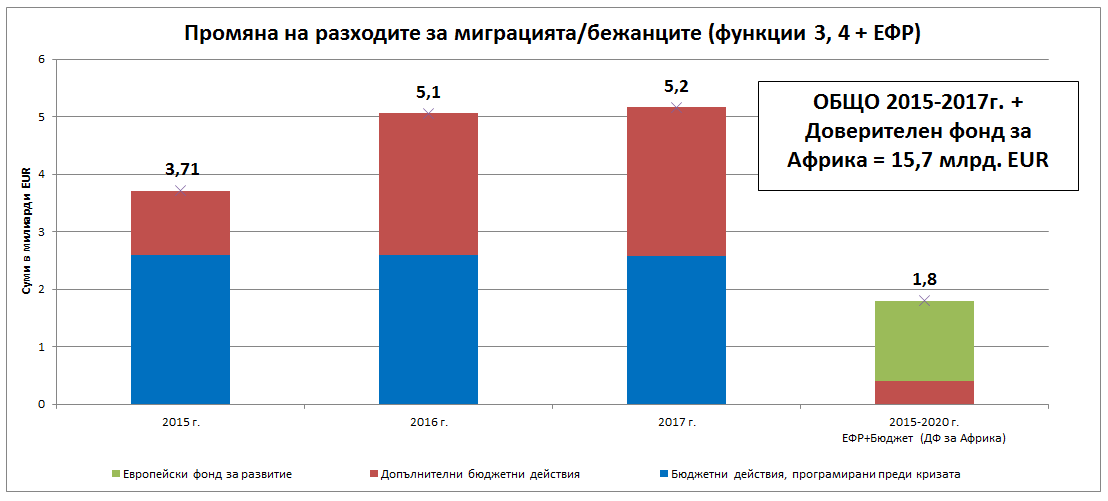 Промяна на разходите за миграцията/бежанците (функции 3, 4 + ЕФР)
6
5
4
3
2
1
0
Суми в милиарди EUR
3,71
5,1
5,2
1,8
ОБЩО 2015-2017г. +
Доверителен фонд за
Африка = 15,7 млрд. EUR
2015 г.
2016 г.
2017 г.
2015-2020 г.
ЕФР+Бюджет (ДФ за Африка)
Европейски фонд за развитие
Допълнителни бюджетни действия
Бюджетни действия, програмирани преди кризата